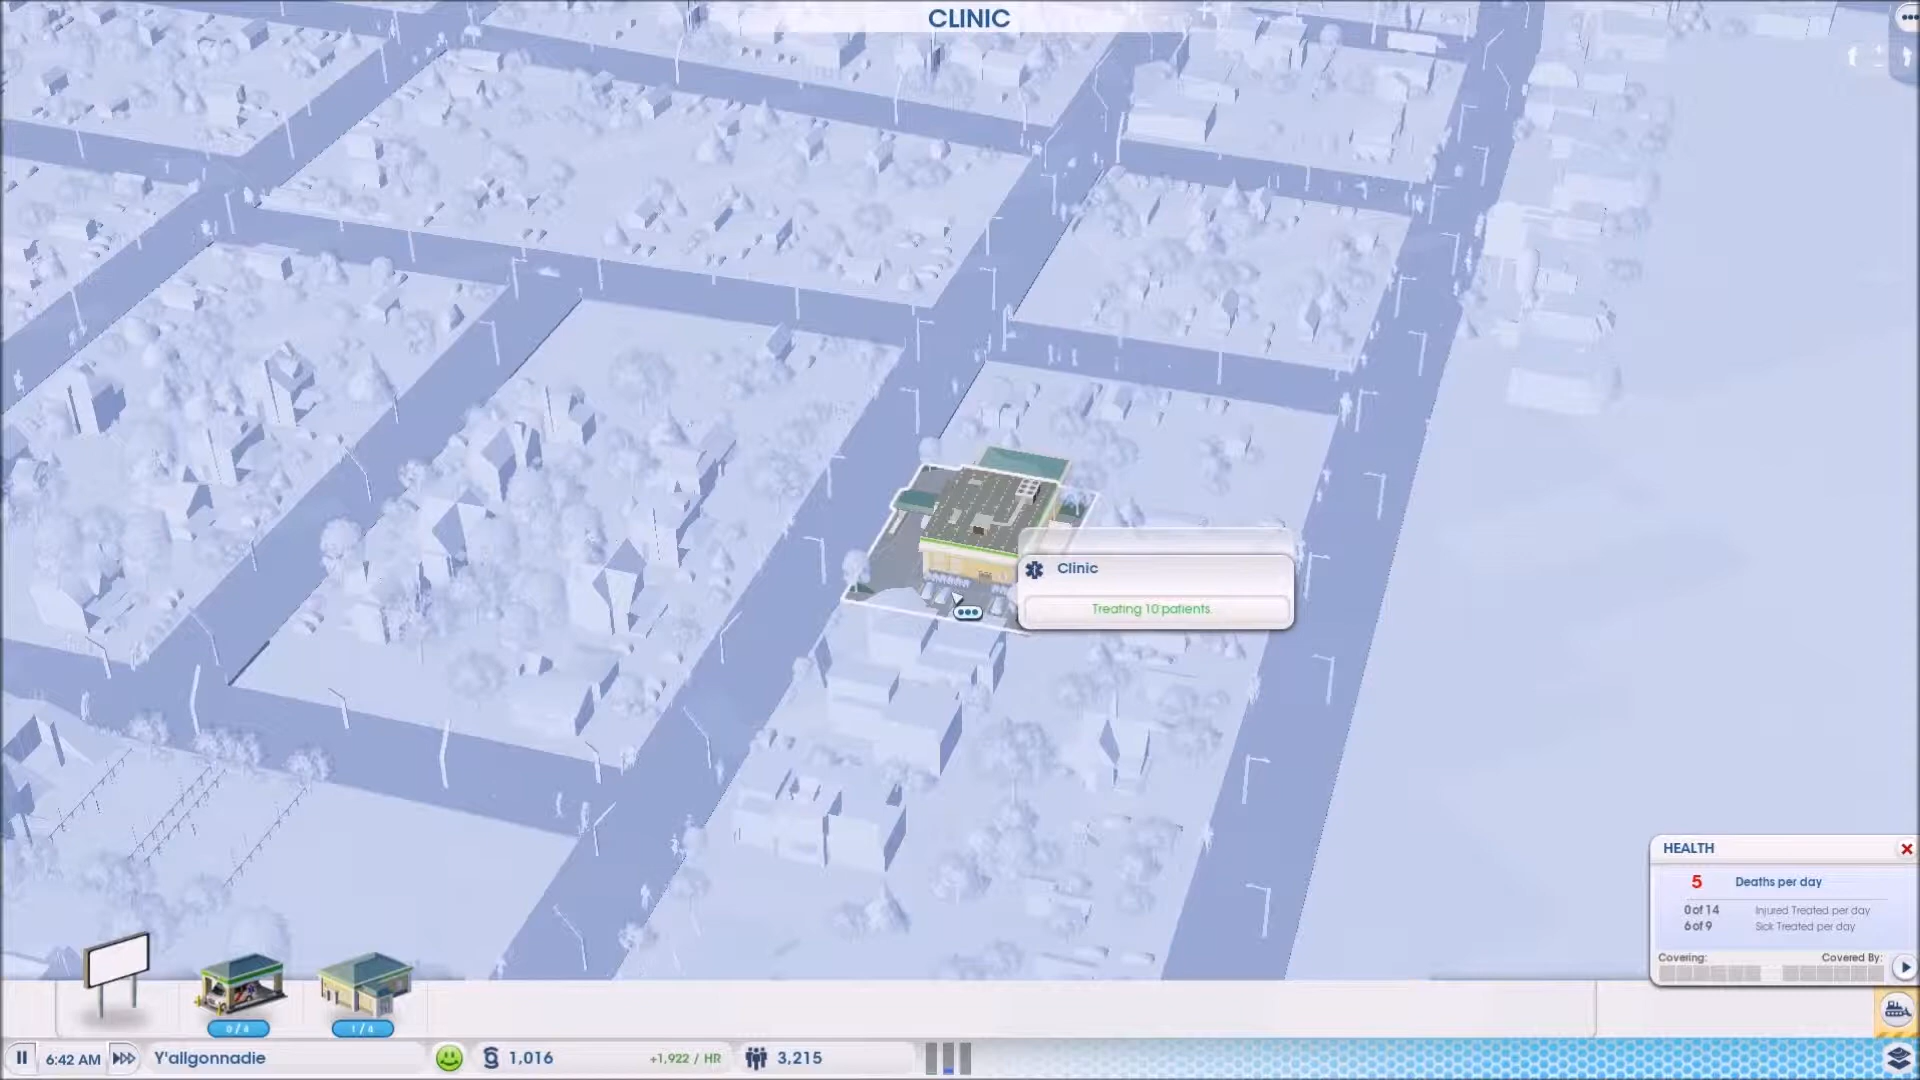 CLINIC
Clinic
Treating 10 patients.
HEALTH
5 Deaths per day
0 of 14 Injured Treated per day
6 of 9 Sick Treated per day
Covering: Covered By:
0 / 4
1 / 4
6:42 AM Y'allgonnadie 1,016 +1,922 / HR 3,215